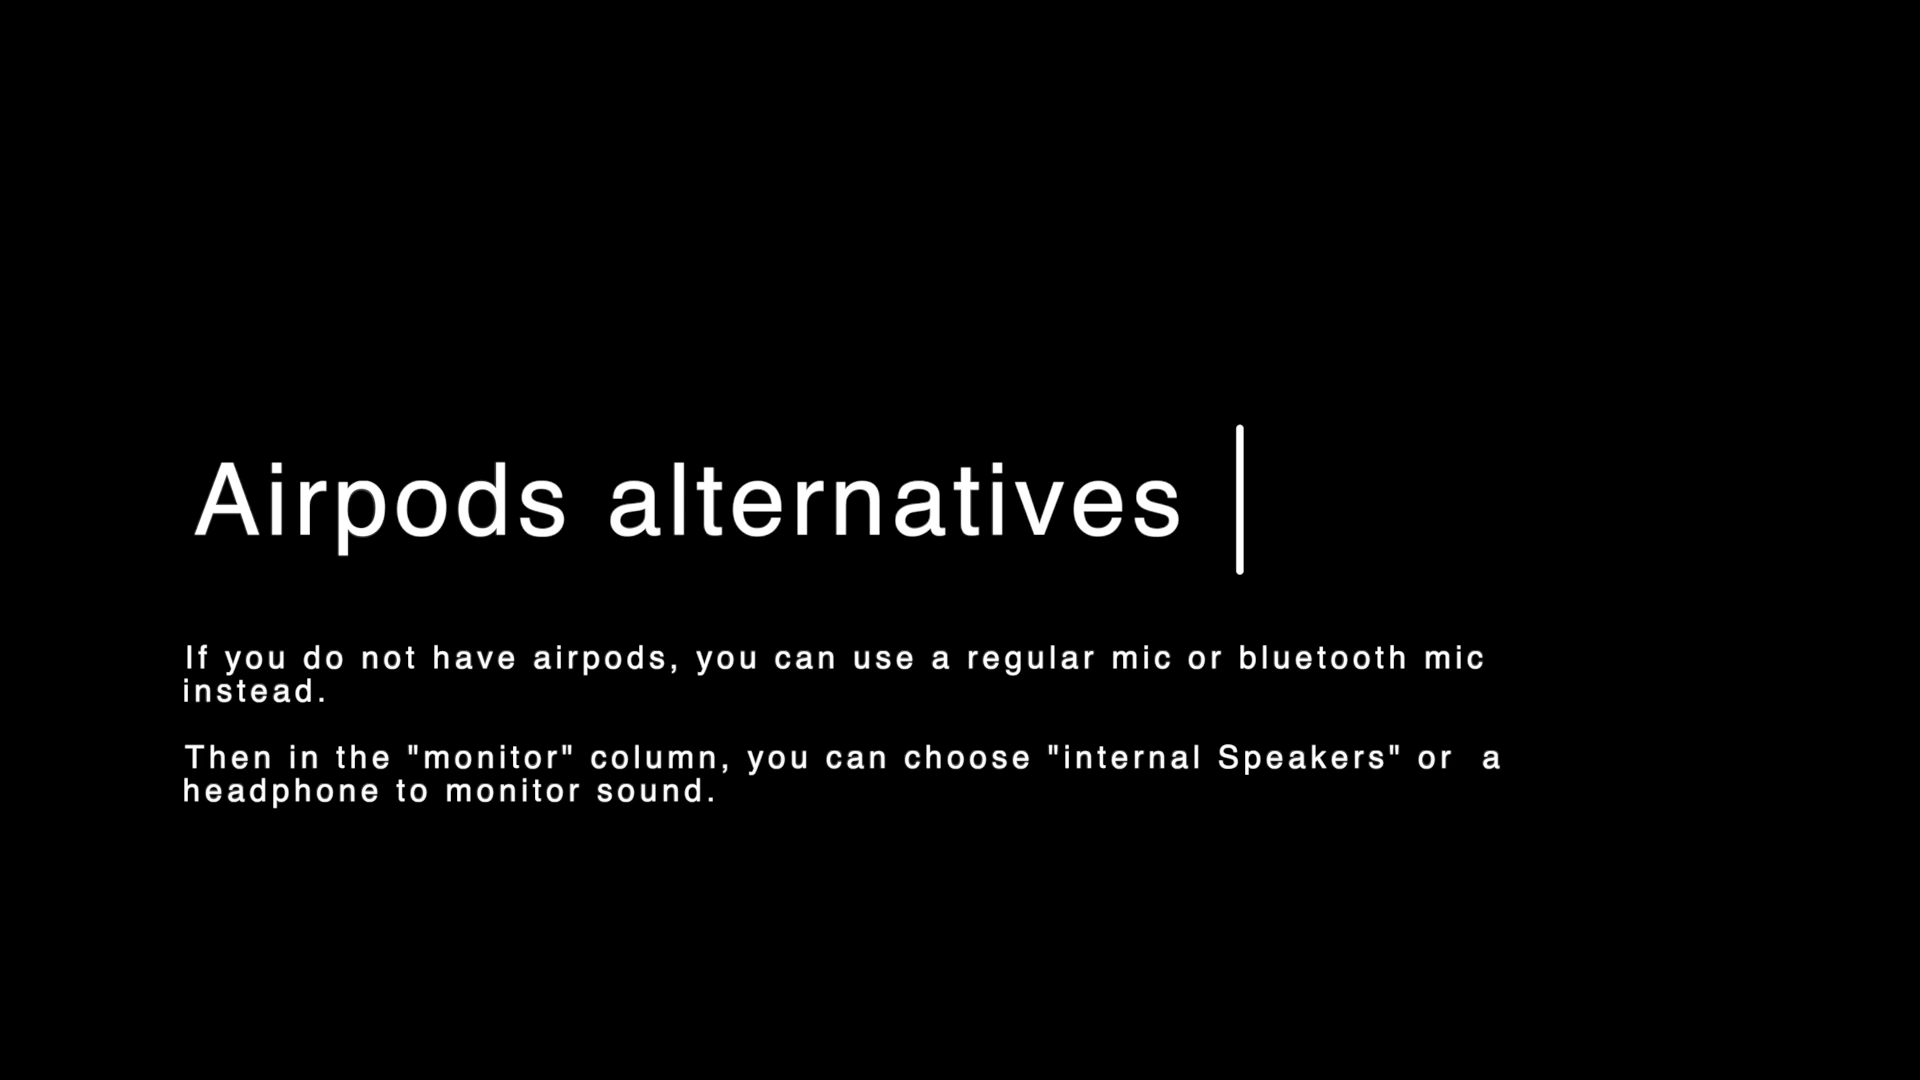 Airpods alternatives
If you do not have airpods, you can use a regular mic or bluetooth mic
instead.
Then in the "monitor" column, you can choose "internal Speakers" or  a
headphone to monitor sound.